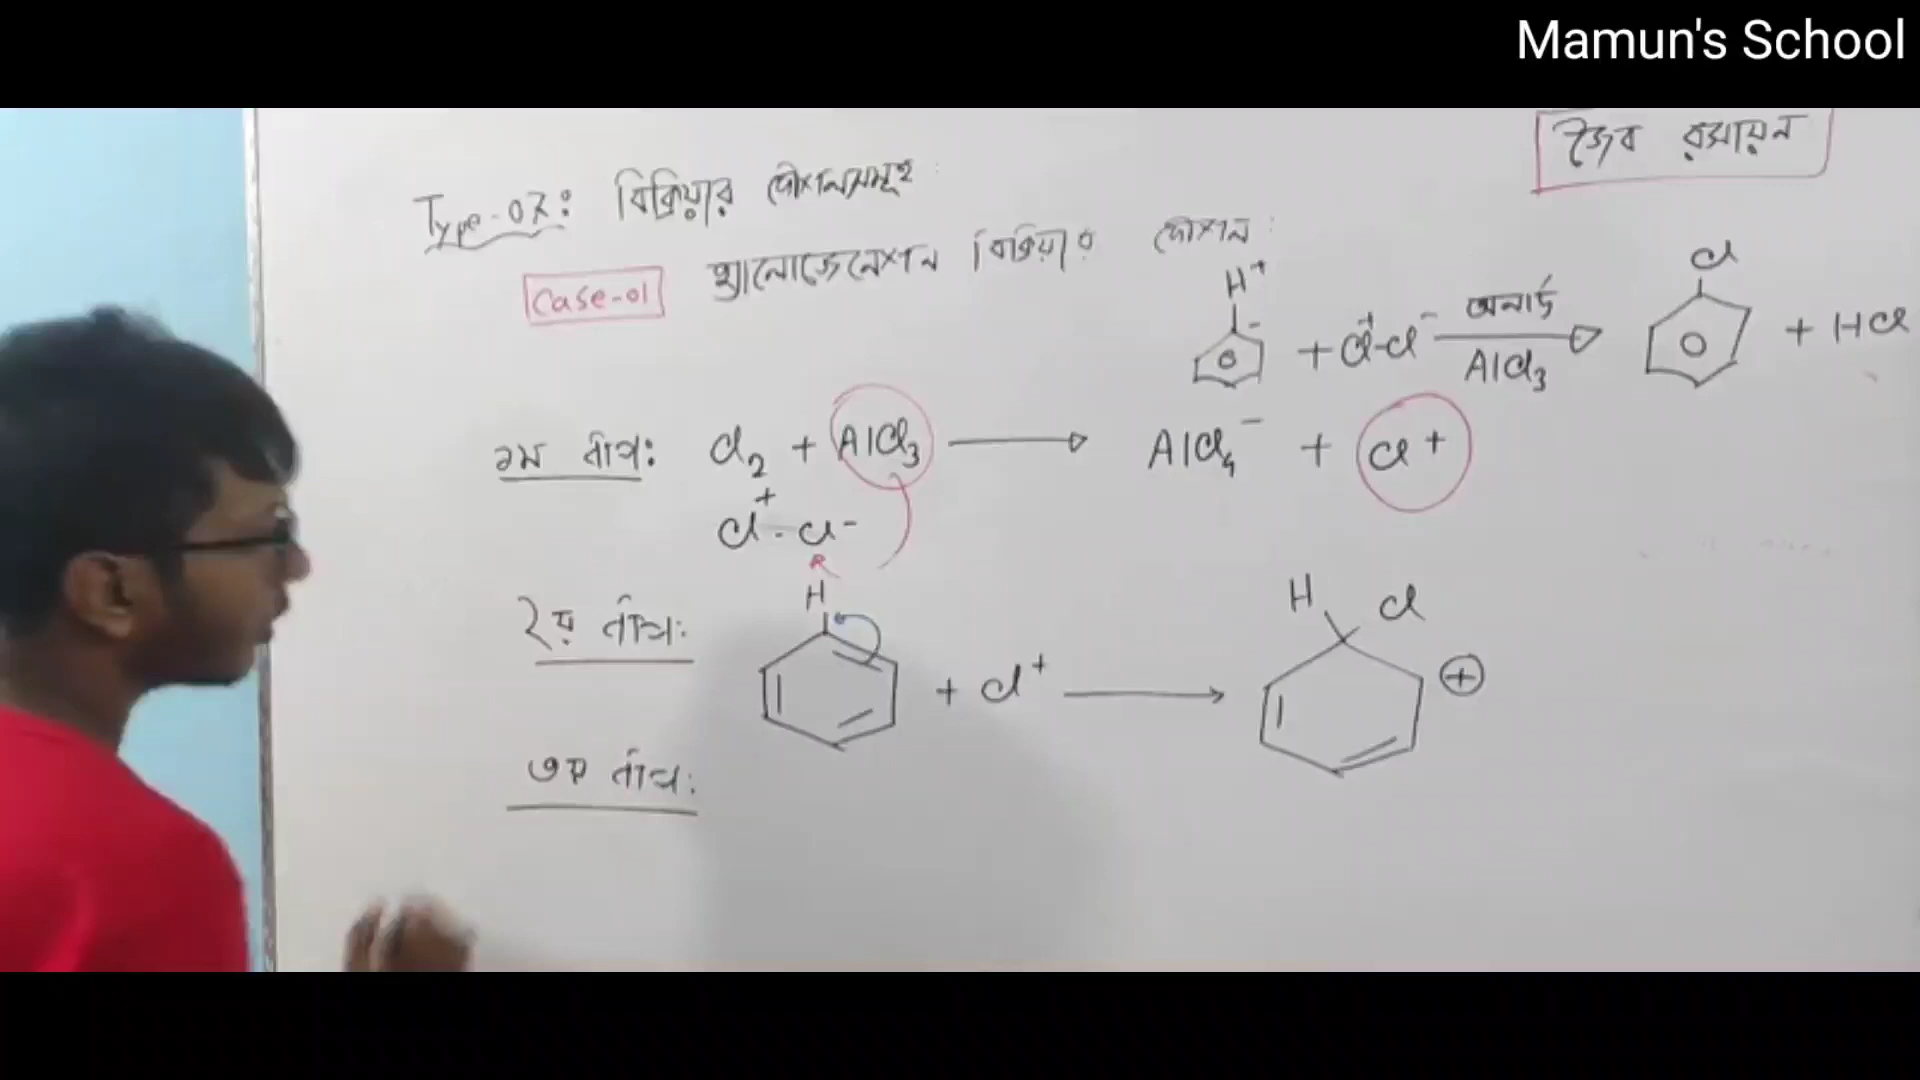 Mamun's School
জৈব রসায়ন
Type-07: বিক্রিয়ার কৌশলসমূহ:
Case-01 হ্যালোজেনেশন বিক্রিয়ার কৌশল:
H⁺ Cl
- + Cl⁺-Cl⁻ অনার্দ্র AlCl₃ + HCl
১ম ধাপ: Cl₂ + AlCl₃ → AlCl₄⁻ + Cl⁺
Cl⁺-Cl⁻
২য় ধাপ: H + Cl⁺ → H Cl ⊕
৩য় ধাপ: